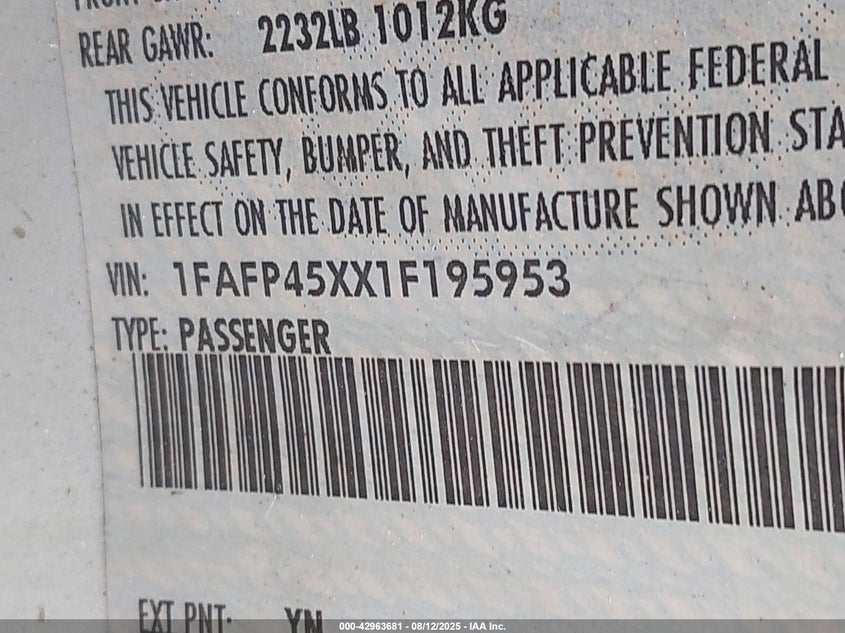 REAR GAWR: 2232LB 1012KG
THIS VEHICLE CONFORMS TO ALL APPLICABLE FEDERAL
VEHICLE SAFETY, BUMPER, AND THEFT PREVENTION STA
IN EFFECT ON THE DATE OF MANUFACTURE SHOWN AB
VIN: 1FAFP45XX1F195953
TYPE: PASSENGER
EXT PNT: YN
000-42963681 - 08/12/2025 - IAA Inc.